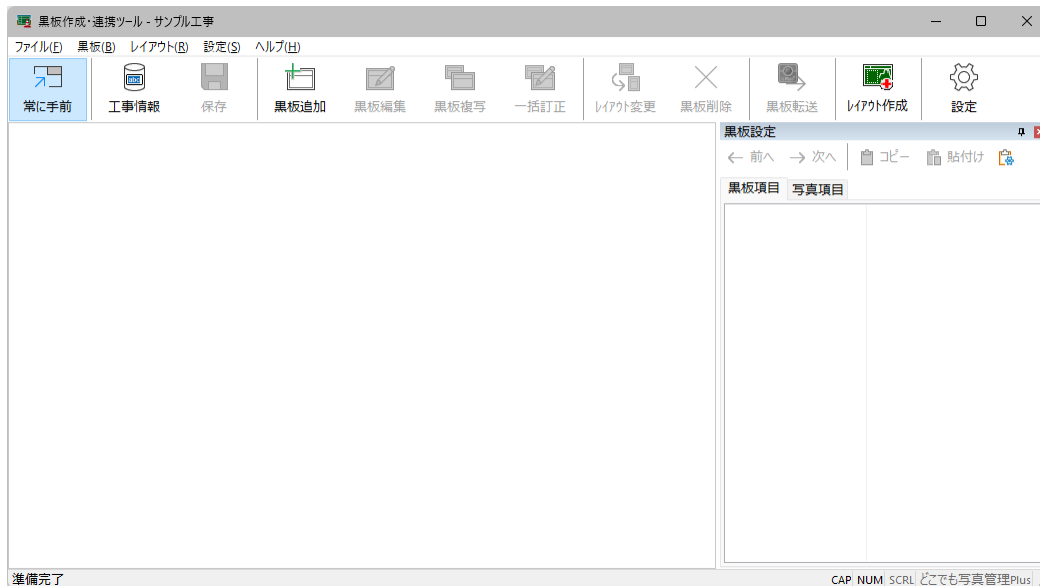 黒板作成・連携ツール - サンプル工事
ファイル(F) 黒板(B) レイアウト(R) 設定(S) ヘルプ(H)
常に手前 工事情報 保存 黒板追加 黒板編集 黒板複写 一括訂正 ﾚｲｱｳﾄ変更 黒板削除 黒板転送 ﾚｲｱｳﾄ作成 設定
黒板設定
前へ 次へ コピー 貼付け
黒板項目 写真項目
準備完了 CAP NUM SCRL どこでも写真管理Plus